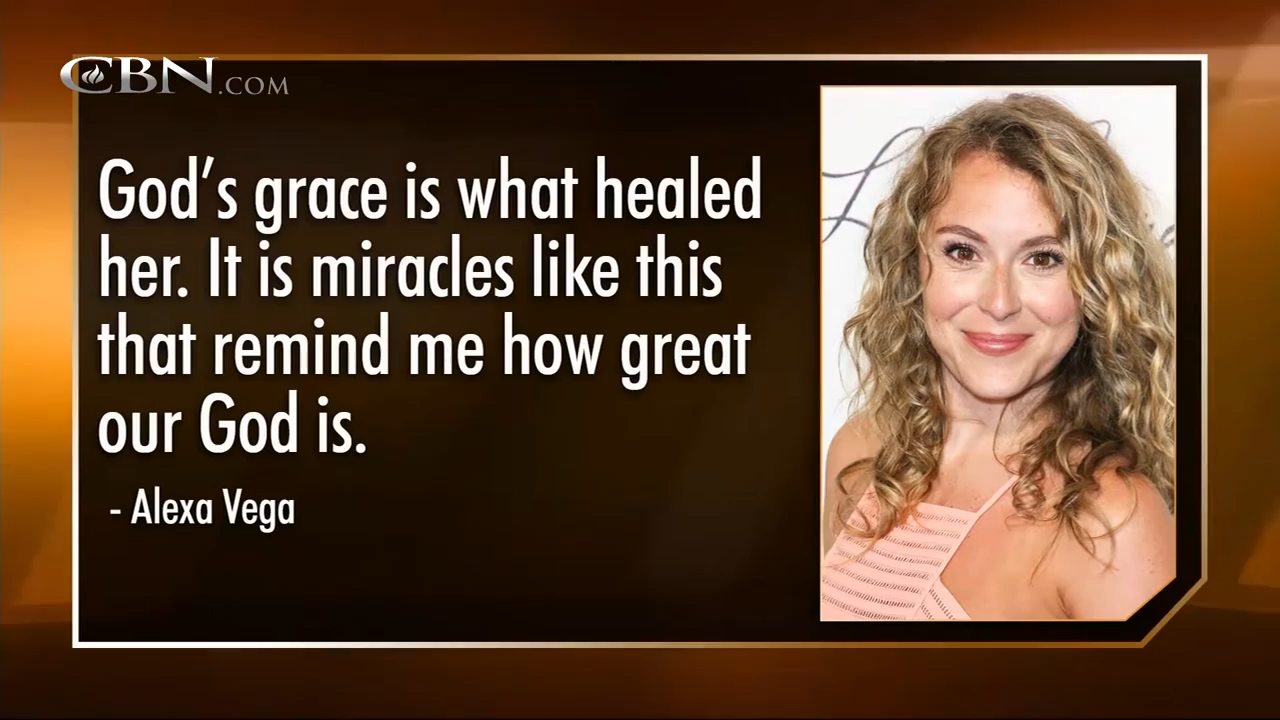 CBN.COM
God's grace is what healed
her. It is miracles like this
that remind me how great
our God is.
- Alexa Vega